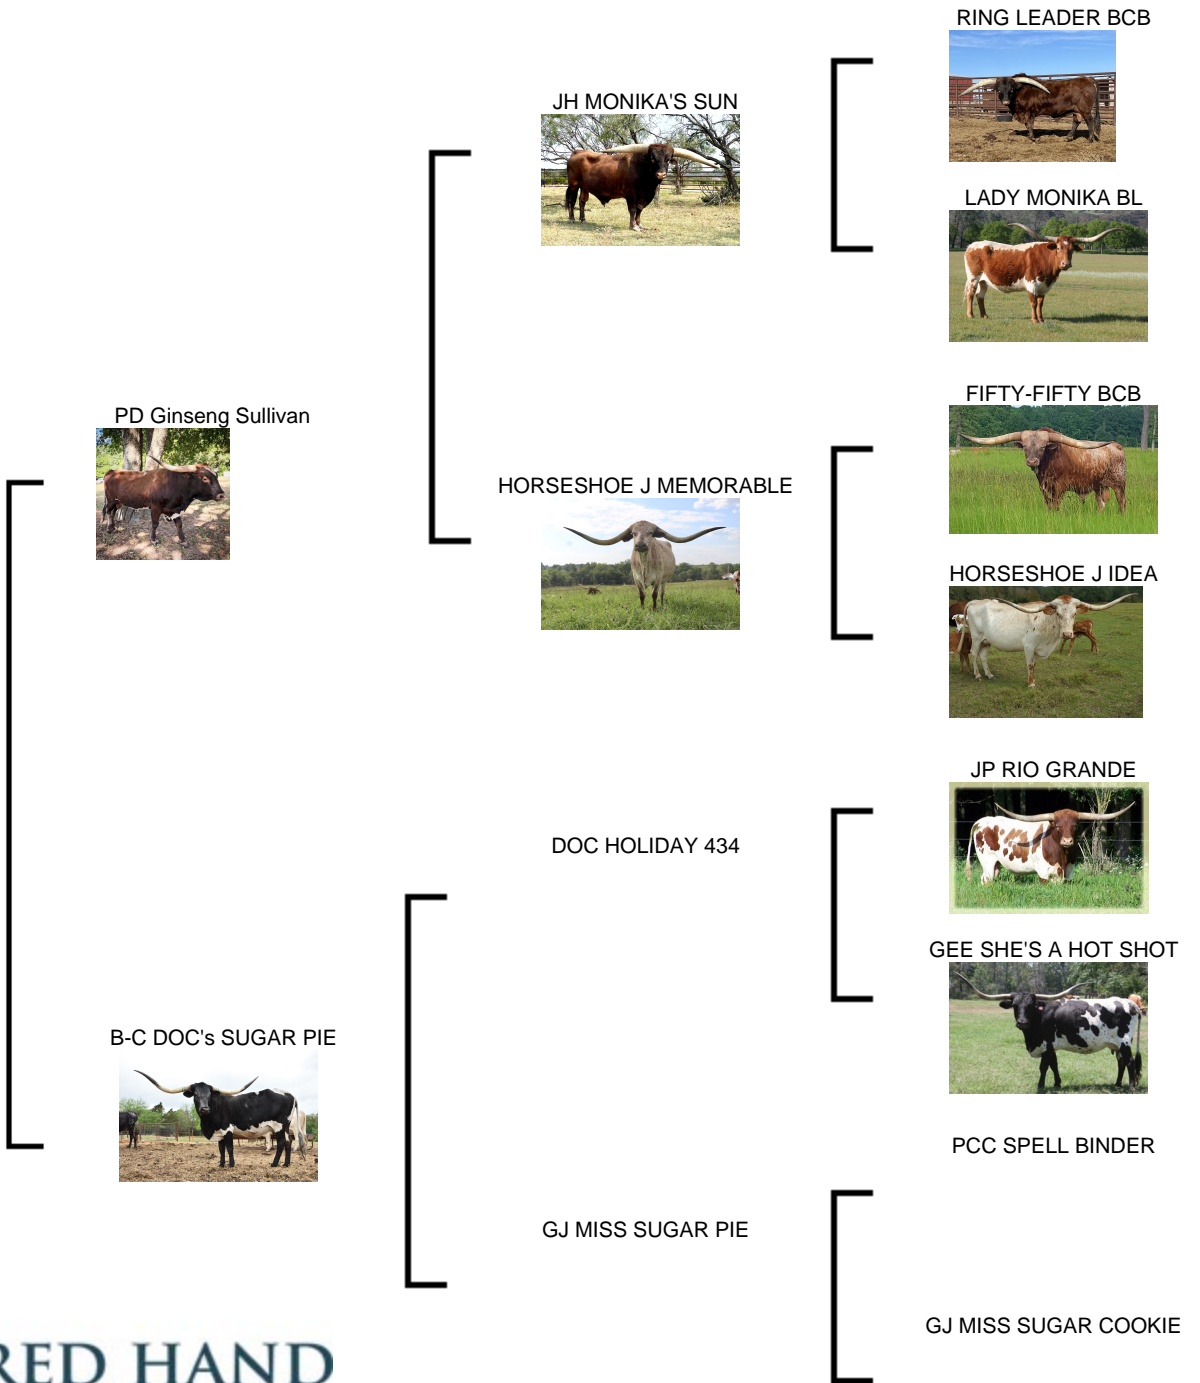 RING LEADER BCB
JH MONIKA'S SUN
LADY MONIKA BL
FIFTY-FIFTY BCB
PD Ginseng Sullivan
HORSESHOE J MEMORABLE
HORSESHOE J IDEA
JP RIO GRANDE
DOC HOLIDAY 434
GEE SHE'S A HOT SHOT
B-C DOC's SUGAR PIE
PCC SPELL BINDER
GJ MISS SUGAR PIE
GJ MISS SUGAR COOKIE
RED HAND